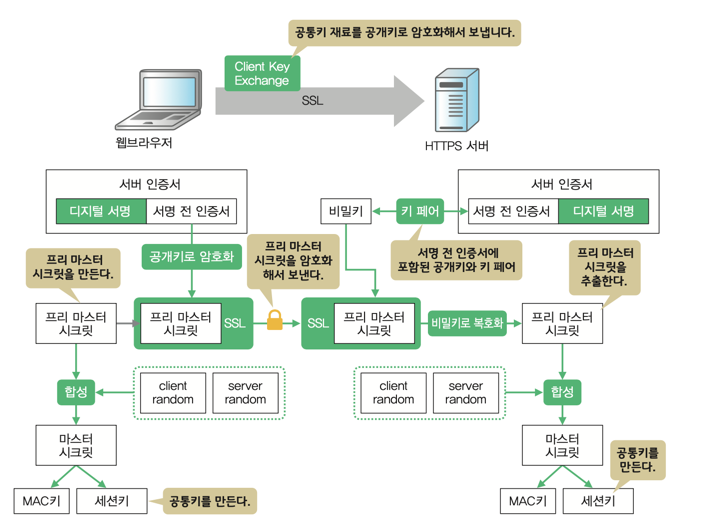 공통키 재료를 공개키로 암호화해서 보냅니다.
Client Key
Exchange
SSL
웹브라우저
HTTPS 서버
서버 인증서
디지털 서명
서명 전 인증서
비밀키
키 페어
서버 인증서
서명 전 인증서
디지털 서명
공개키로 암호화
프리 마스터
시크릿을 만든다.
프리 마스터
시크릿을 암호화
해서 보낸다.
서명 전 인증서에
포함된 공개키와 키 페어
프리 마스터
시크릿을
추출한다.
프리 마스터
시크릿
프리 마스터
시크릿
SSL
SSL
프리 마스터
시크릿
비밀키로 복호화
프리 마스터
시크릿
합성
client
random
server
random
client
random
server
random
합성
마스터
시크릿
마스터
시크릿
MAC키
세션키
공통키를 만든다.
공통키를
만든다.
MAC키
세션키